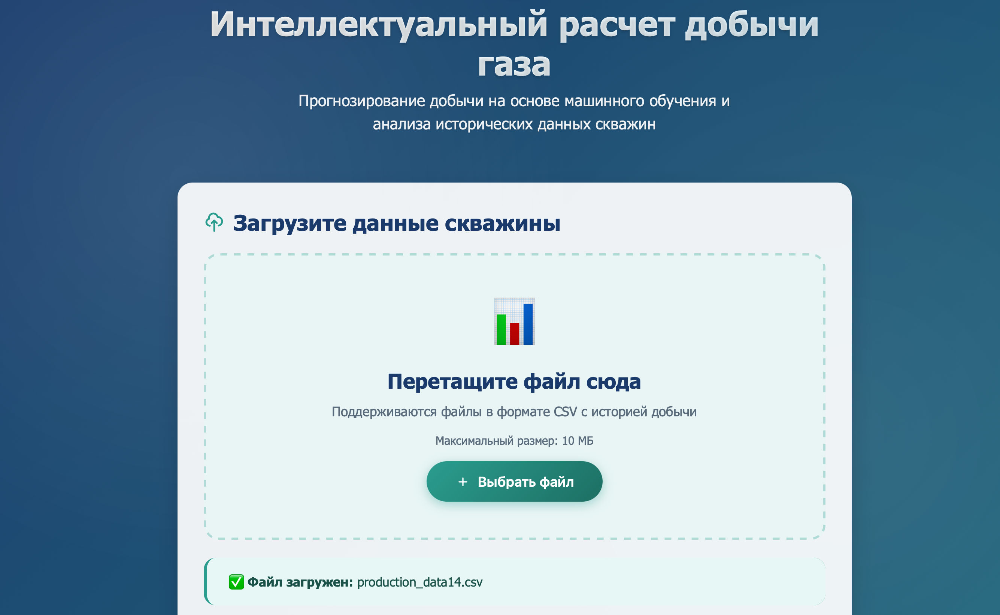 Интеллектуальный расчет добычи
газа
Прогнозирование добычи на основе машинного обучения и
анализа исторических данных скважин
Загрузите данные скважины
Перетащите файл сюда
Поддерживаются файлы в формате CSV с историей добычи
Максимальный размер: 10 МБ
+ Выбрать файл
✅ Файл загружен: production_data14.csv